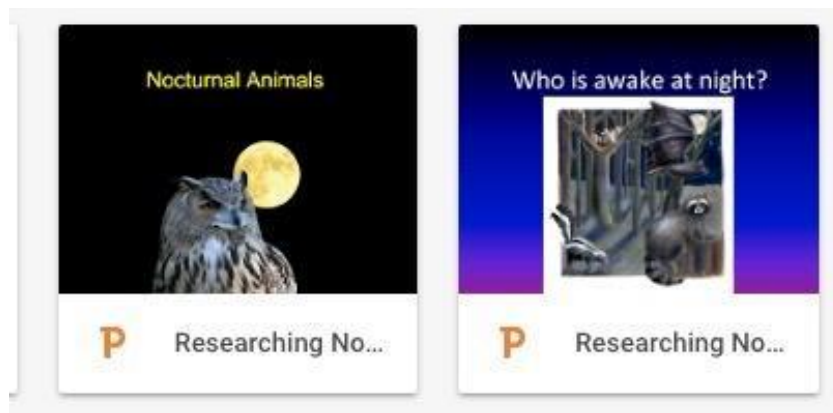 Nocturnal Animals
Who is awake at night?
P Researching No...
P Researching No...